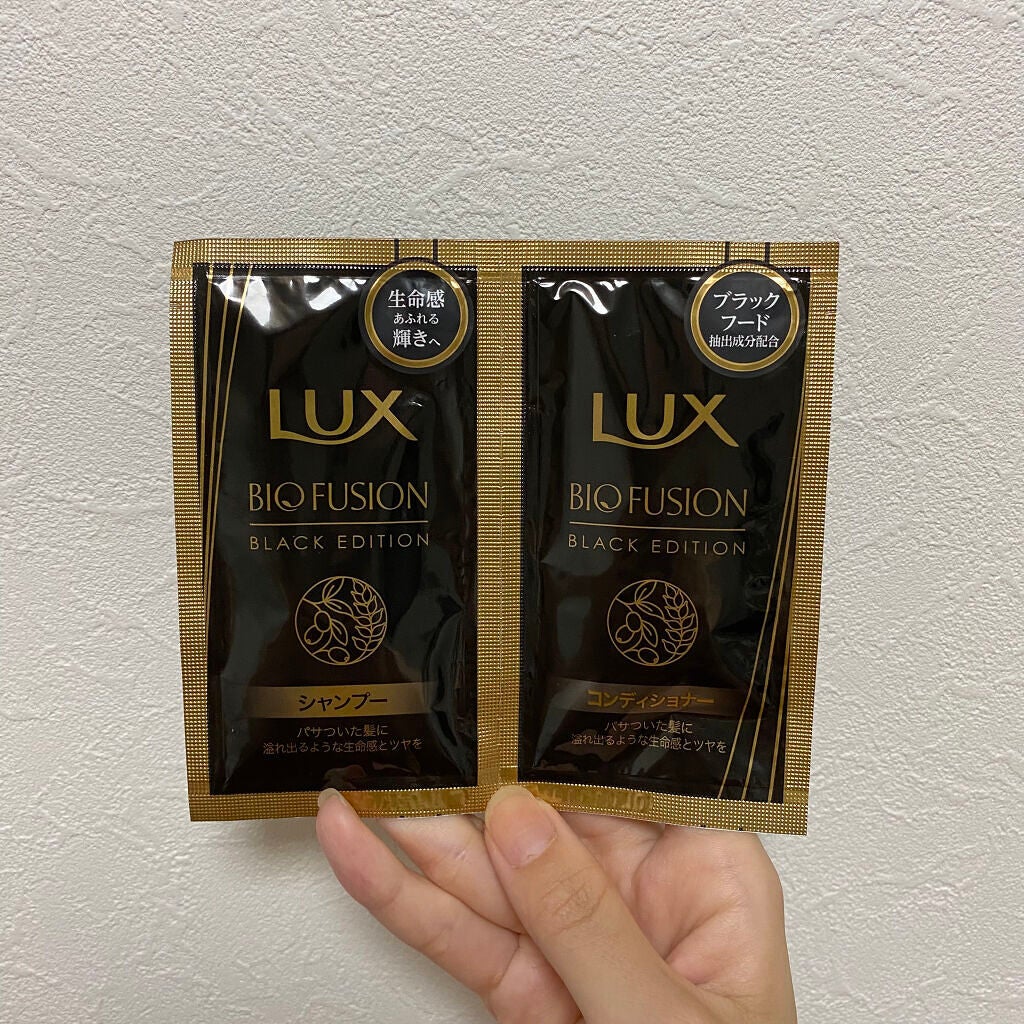 生命感
あふれる
輝きへ
LUX
BIO FUSION
BLACK EDITION
シャンプー
パサついた髪に
溢れ出るような生命感とツヤを
ブラック
フード
抽出成分配合
LUX
BIO FUSION
BLACK EDITION
コンディショナー
パサついた髪に
溢れ出るような生命感とツヤを